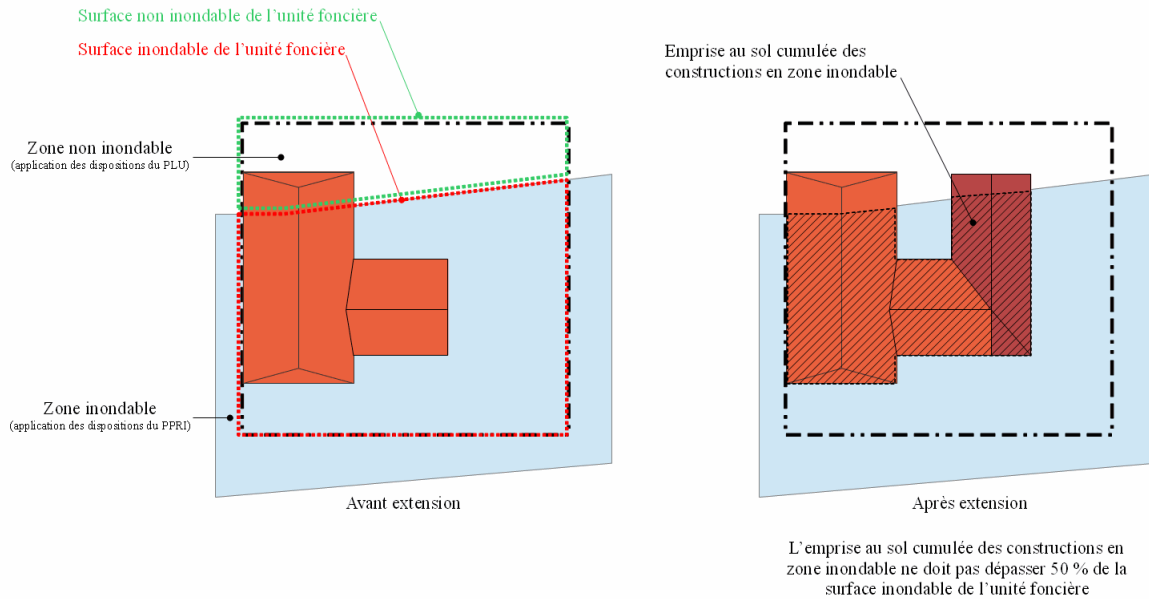 Surface non inondable de l'unité foncière
Surface inondable de l'unité foncière
Zone non inondable
(application des dispositions du PLU)
Zone inondable
(application des dispositions du PPRI)
Avant extension
Emprise au sol cumulée des
constructions en zone inondable
Après extension
L'emprise au sol cumulée des constructions en
zone inondable ne doit pas dépasser 50 % de la
surface inondable de l'unité foncière